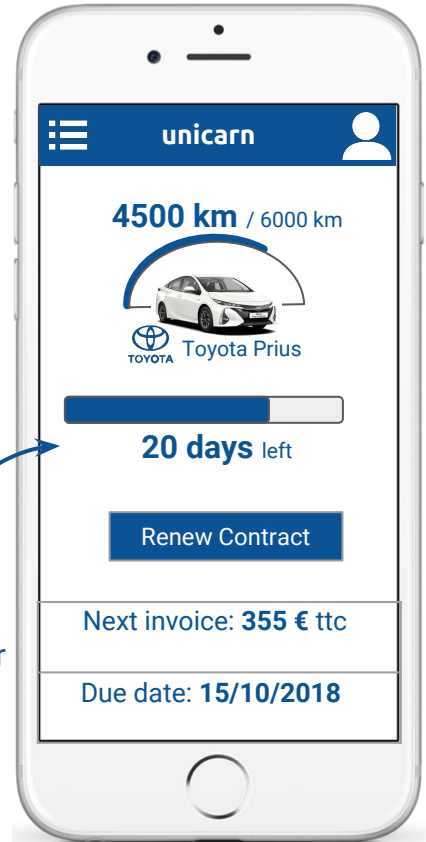 unicarn
4500 km / 6000 km
TOYOTA
Toyota Prius
20 days left
Renew Contract
Next invoice: 355 € ttc
r
Due date: 15/10/2018